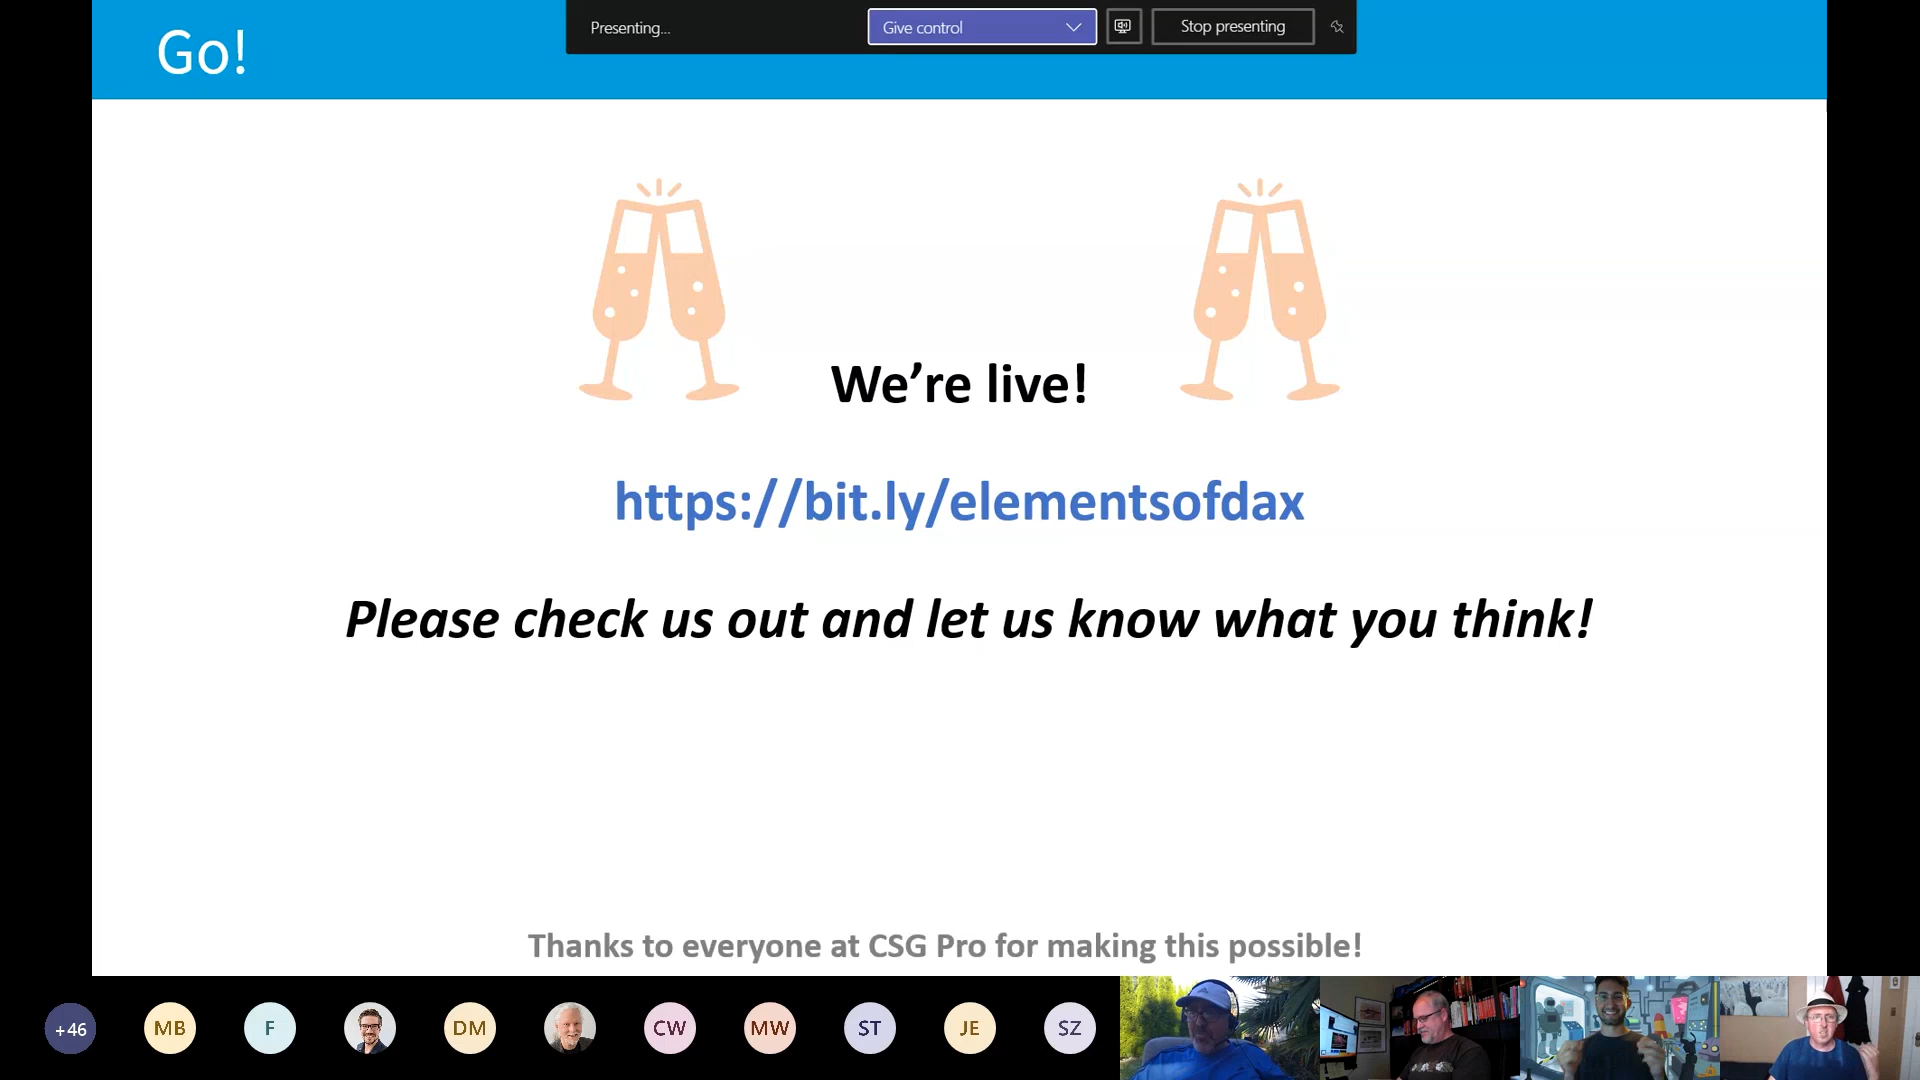 Go!
Presenting...
Give control
Stop presenting
We’re live!
https://bit.ly/elementsofdax
Please check us out and let us know what you think!
Thanks to everyone at CSG Pro for making this possible!
+46
MB
F
DM
CW
MW
ST
JE
SZ